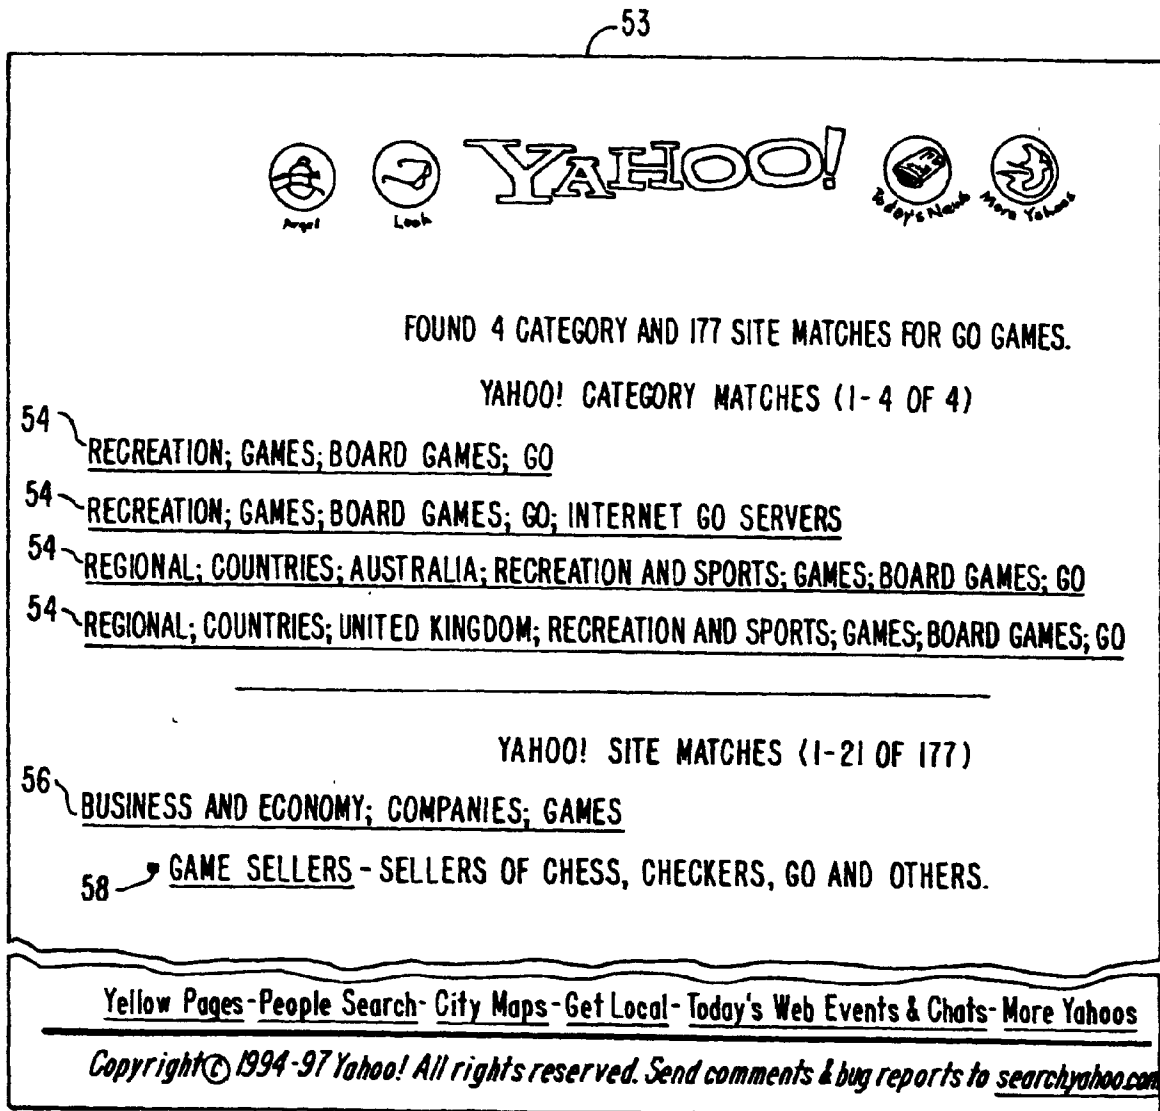 53
YAHOO!
Look
Today's News
More Yahoos
FOUND 4 CATEGORY AND 177 SITE MATCHES FOR GO GAMES.
YAHOO! CATEGORY MATCHES (1-4 OF 4)
54 RECREATION; GAMES; BOARD GAMES; GO
54 RECREATION; GAMES; BOARD GAMES; GO; INTERNET GO SERVERS
54 REGIONAL; COUNTRIES; AUSTRALIA; RECREATION AND SPORTS; GAMES; BOARD GAMES; GO
54 REGIONAL; COUNTRIES; UNITED KINGDOM; RECREATION AND SPORTS; GAMES; BOARD GAMES; GO
YAHOO! SITE MATCHES (1-21 OF 177)
56 BUSINESS AND ECONOMY; COMPANIES; GAMES
58 GAME SELLERS - SELLERS OF CHESS, CHECKERS, GO AND OTHERS.
Yellow Pages-People Search-City Maps-Get Local-Today's Web Events & Chats-More Yahoos
Copyright © 1994-97 Yahoo! All rights reserved. Send comments & bug reports to searchyahoo.com